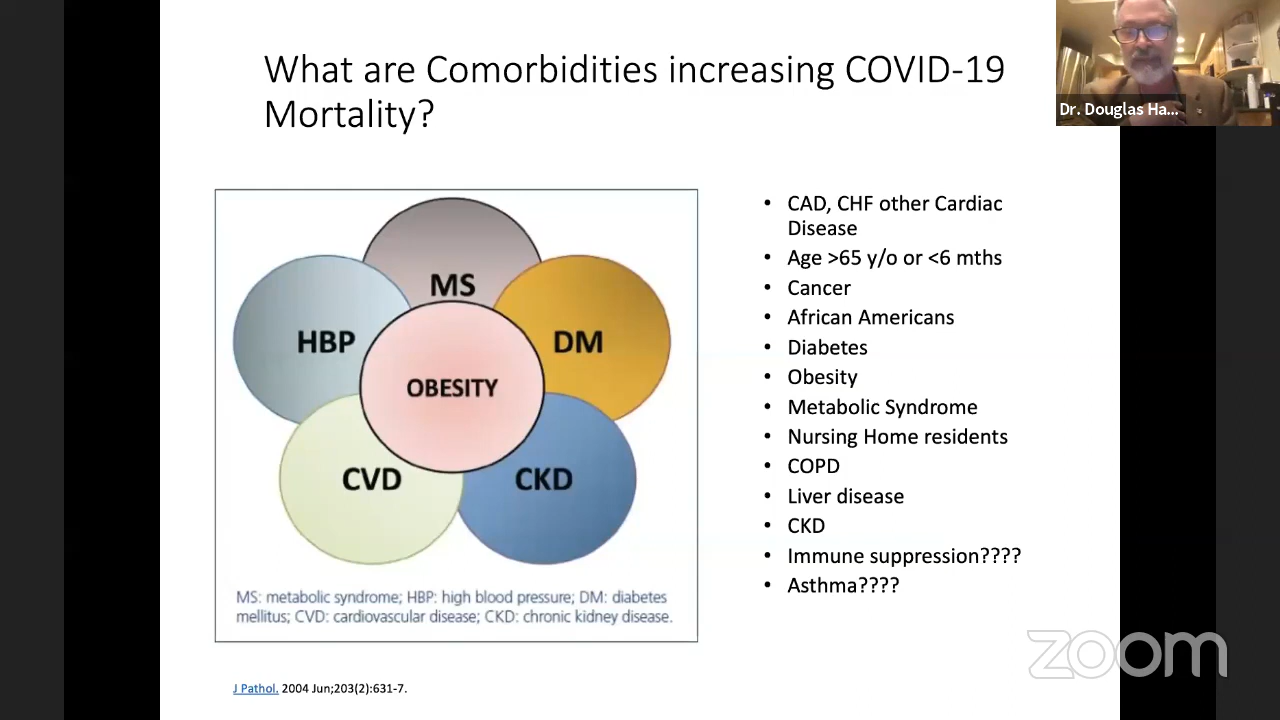 What are Comorbidities increasing COVID-19
Mortality?
Dr. Douglas Ha...
MS
HBP
DM
OBESITY
CVD
CKD
MS: metabolic syndrome; HBP: high blood pressure; DM: diabetes
mellitus; CVD: cardiovascular disease; CKD: chronic kidney disease.
• CAD, CHF other Cardiac
Disease
• Age >65 y/o or <6 mths
• Cancer
• African Americans
• Diabetes
• Obesity
• Metabolic Syndrome
• Nursing Home residents
• COPD
• Liver disease
• CKD
• Immune suppression????
• Asthma????
J Pathol. 2004 Jun;203(2):631-7.
zoom